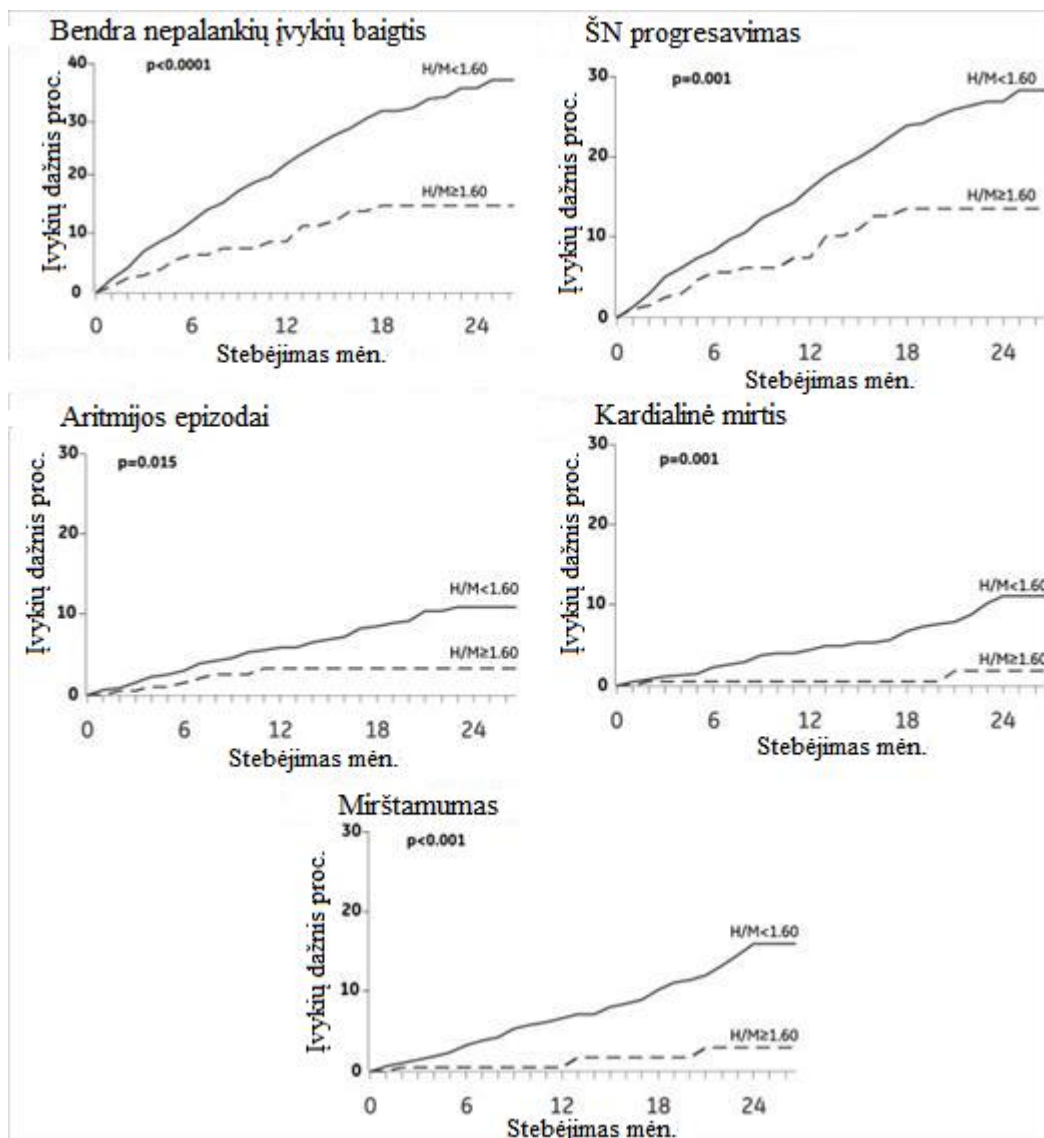 Bendra nepalankių įvykių baigtis
p<0.0001
Įvykių dažnis proc.
40
30
20
10
0
H/M<1.60
H/M≥1.60
0 6 12 18 24
Stebėjimas mėn.
ŠN progresavimas
p=0.001
Įvykių dažnis proc.
30
20
10
0
H/M<1.60
H/M≥1.60
0 6 12 18 24
Stebėjimas mėn.
Aritmijos epizodai
p=0.015
Įvykių dažnis proc.
30
20
10
0
H/M<1.60
H/M≥1.60
0 6 12 18 24
Stebėjimas mėn.
Kardialinė mirtis
p=0.001
Įvykių dažnis proc.
30
20
10
0
H/M<1.60
H/M≥1.60
0 6 12 18 24
Stebėjimas mėn.
Mirštamumas
p<0.001
Įvykių dažnis proc.
30
20
10
0
H/M<1.60
H/M≥1.60
0 6 12 18 24
Stebėjimas mėn.